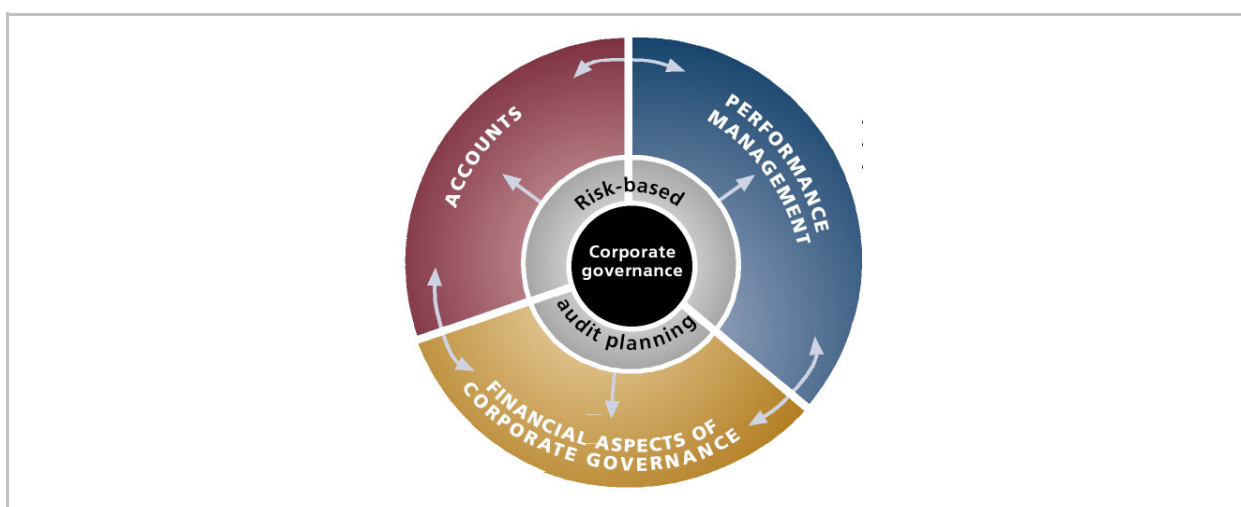 ACCOUNTS
PERFORMANCE
MANAGEMENT
Risk-based
Corporate
governance
audit planning
FINANCIAL ASPECTS OF
CORPORATE GOVERNANCE